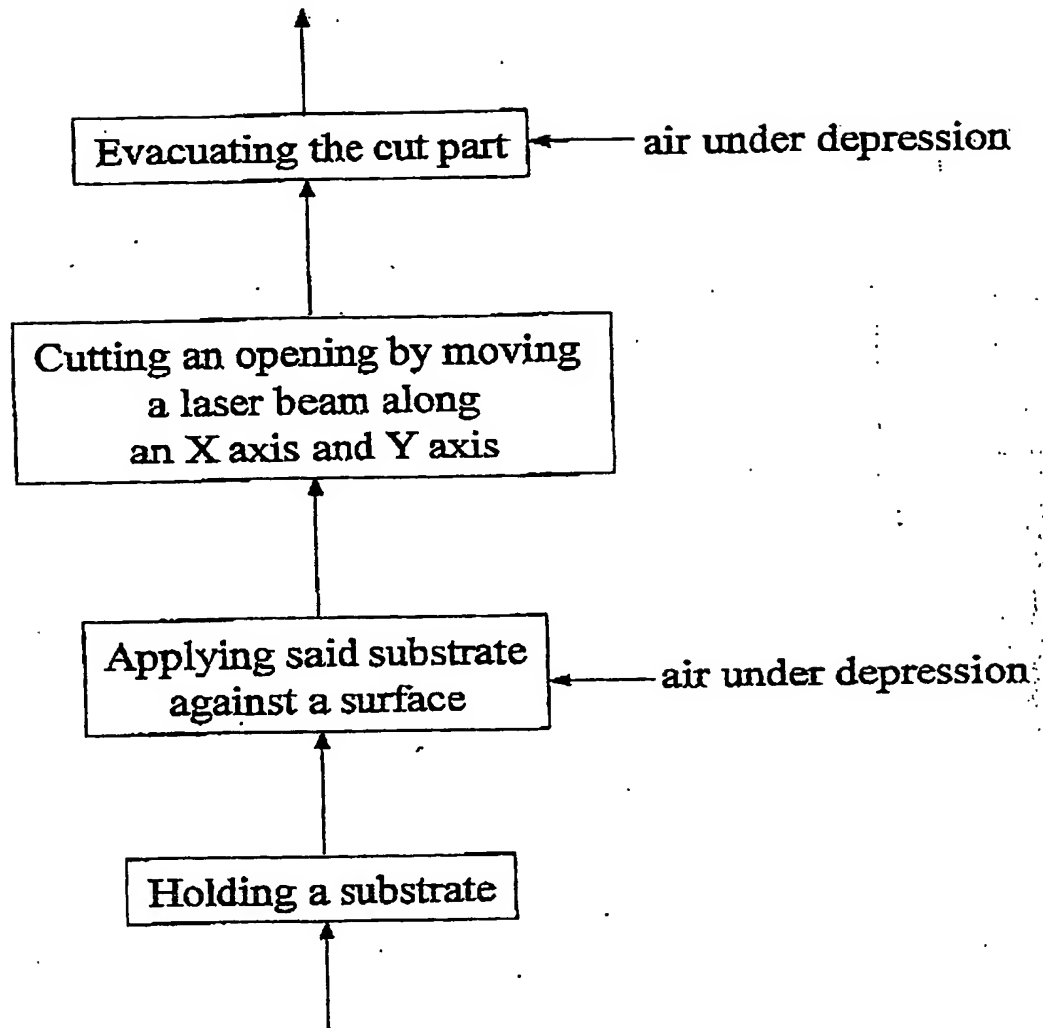 Evacuating the cut part
air under depression
Cutting an opening by moving
a laser beam along
an X axis and Y axis
Applying said substrate
against a surface
air under depression
Holding a substrate